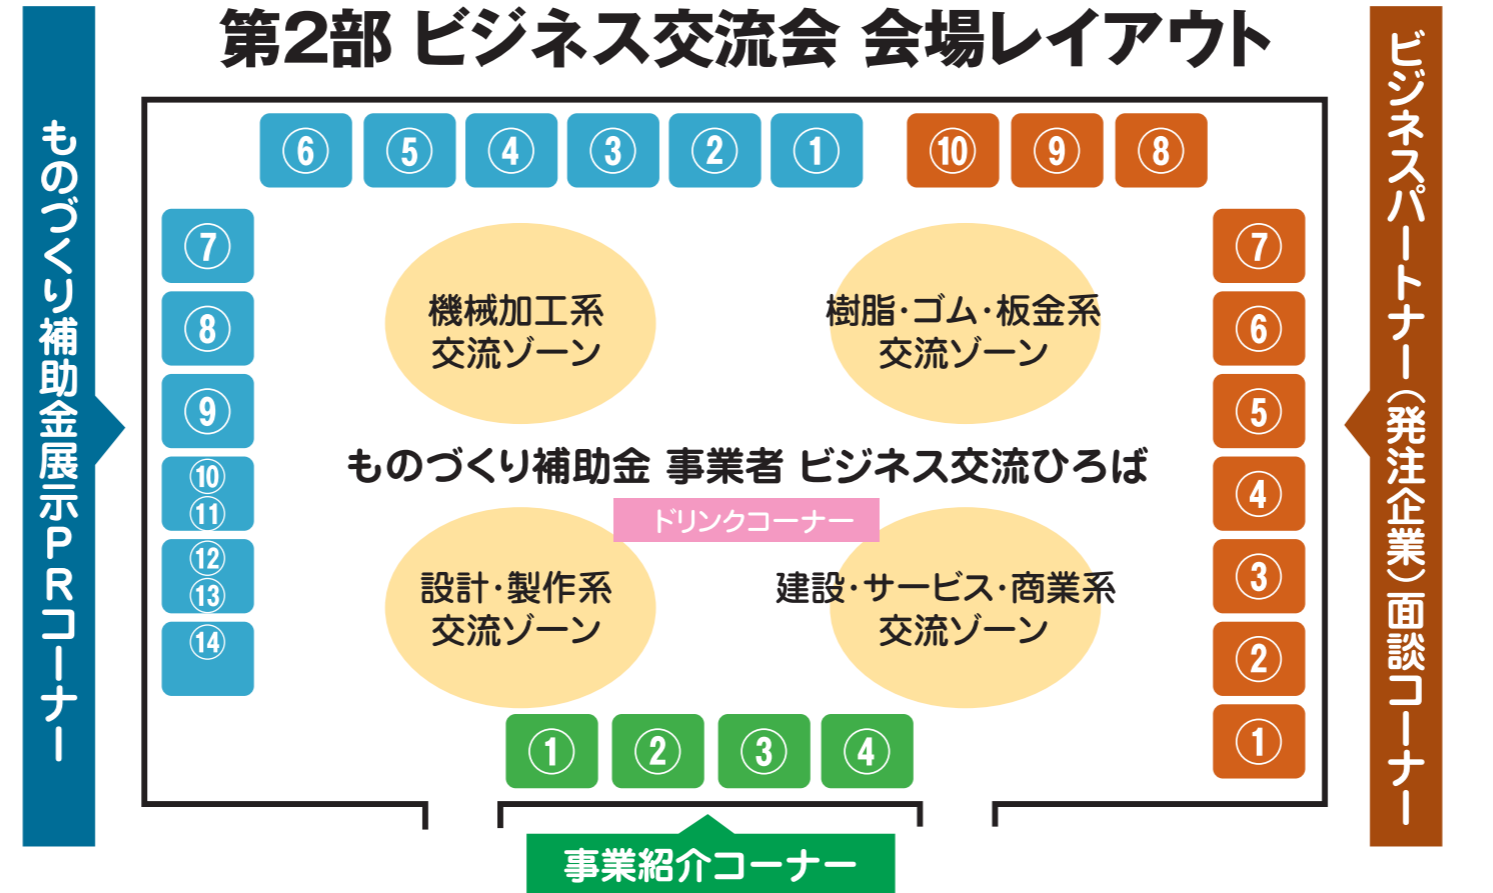 第2部 ビジネス交流会 会場レイアウト
ものづくり補助金展示PRコーナー
ビジネスパートナー（発注企業）面談コーナー
⑥ ⑤ ④ ③ ② ① ⑩ ⑨ ⑧
⑦
⑧
⑨
⑩
⑪
⑫
⑬
⑭
機械加工系
交流ゾーン
樹脂・ゴム・板金系
交流ゾーン
ものづくり補助金 事業者 ビジネス交流ひろば
ドリンクコーナー
設計・製作系
交流ゾーン
建設・サービス・商業系
交流ゾーン
⑦
⑥
⑤
④
③
②
①
① ② ③ ④
事業紹介コーナー